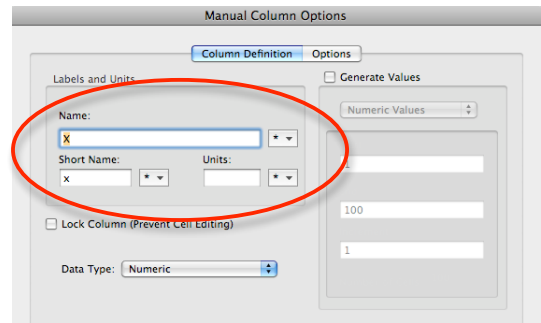 Manual Column Options
Column Definition Options
Labels and Units
Generate Values
Name:
Numeric Values
X
* 
Short Name: Units:
x * *
1
100
Lock Column (Prevent Cell Editing)
1
Data Type: Numeric